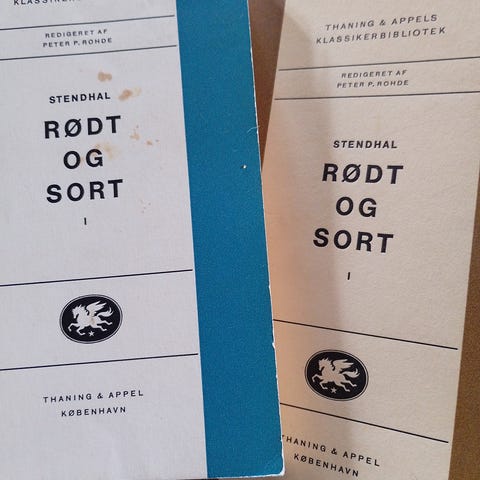 KLASSIKER
REDIGERET AF
PETER P. ROHDE
STENDHAL
RØDT
OG
SORT
I
THANING & APPEL
KØBENHAVN
THANING & APPELS
KLASSIKERBIBLIOTEK
REDIGERET AF
PETER P. ROHDE
STENDHAL
RØDT
OG
SORT
I
THANING & APPEL
KØBENHAVN